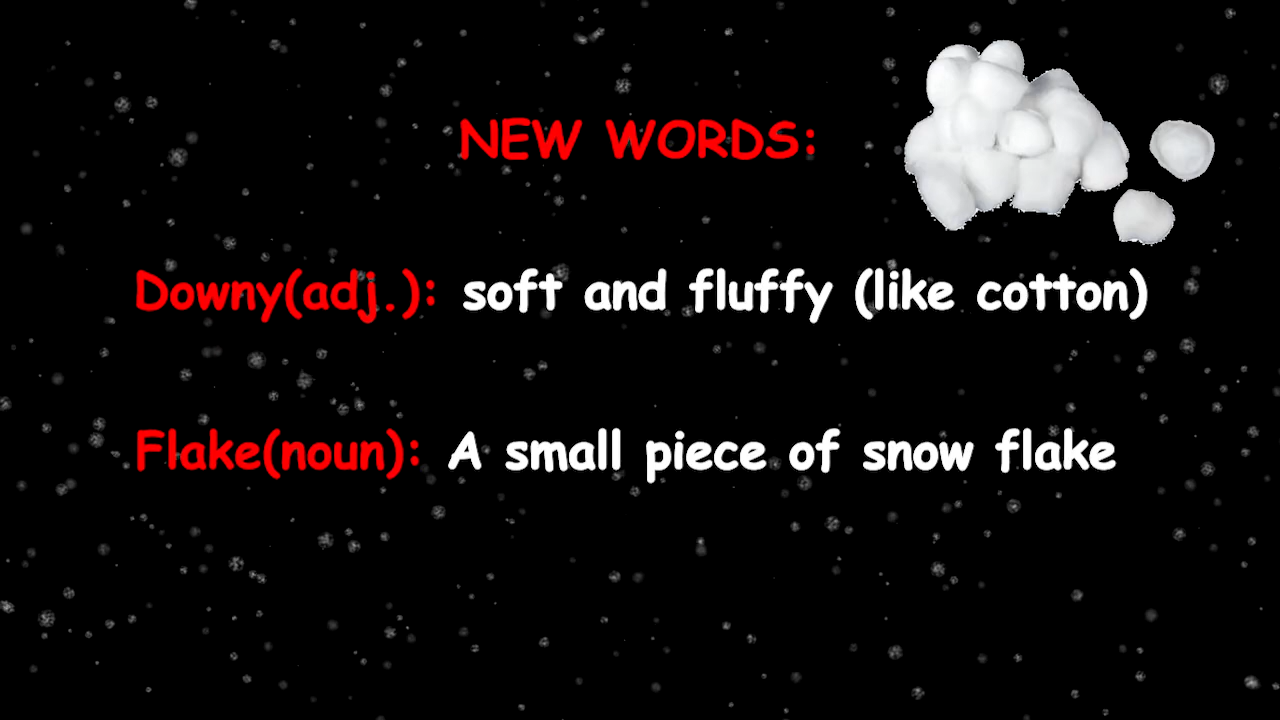 NEW WORDS:
Downy(adj.): soft and fluffy (like cotton)
Flake(noun): A small piece of snow flake